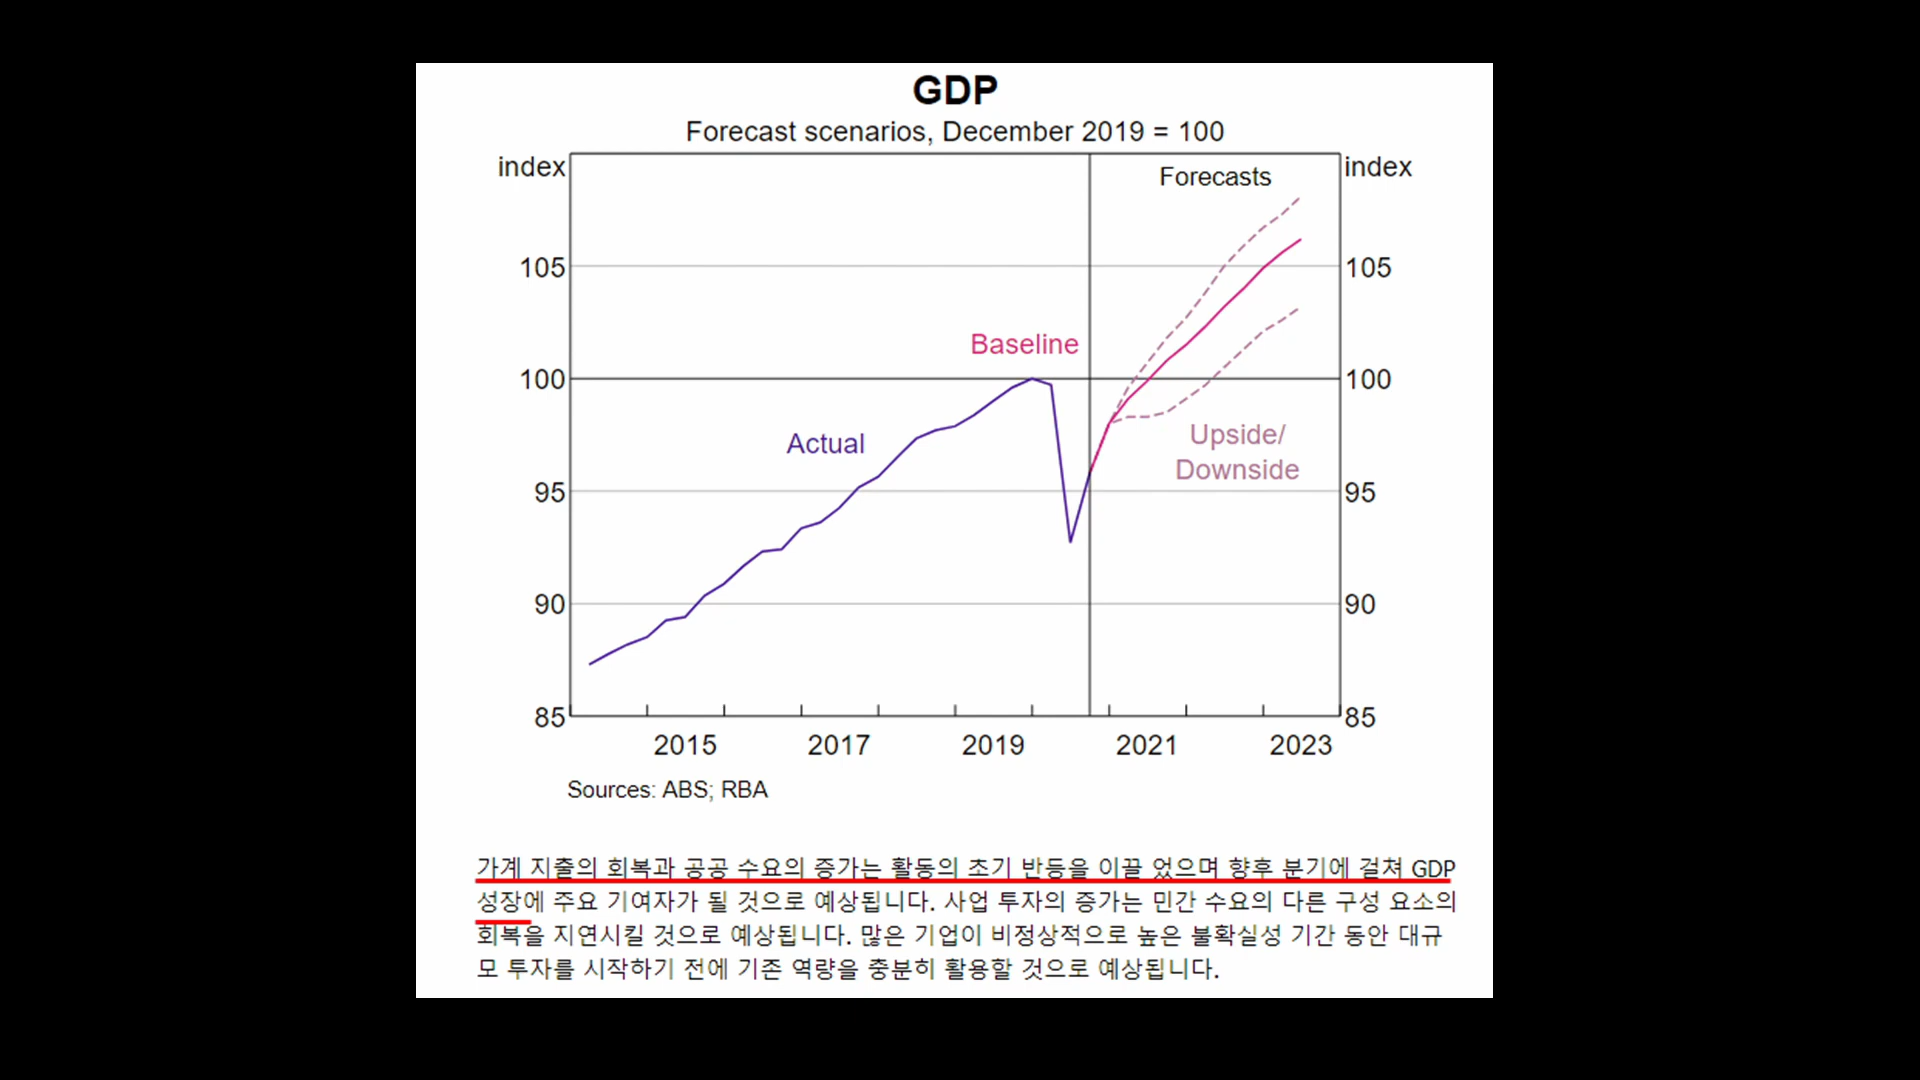 GDP
Forecast scenarios, December 2019 = 100
index
index
Forecasts
105
105
Baseline
100
100
Actual
Upside/
Downside
95
95
90
90
85
85
2015
2017
2019
2021
2023
Sources: ABS; RBA
가계 지출의 회복과 공공 수요의 증가는 활동의 초기 반등을 이끌 었으며 향후 분기에 걸쳐 GDP
성장에 주요 기여자가 될 것으로 예상됩니다. 사업 투자의 증가는 민간 수요의 다른 구성 요소의
회복을 지연시킬 것으로 예상됩니다. 많은 기업이 비정상적으로 높은 불확실성 기간 동안 대규
모 투자를 시작하기 전에 기존 역량을 충분히 활용할 것으로 예상됩니다.